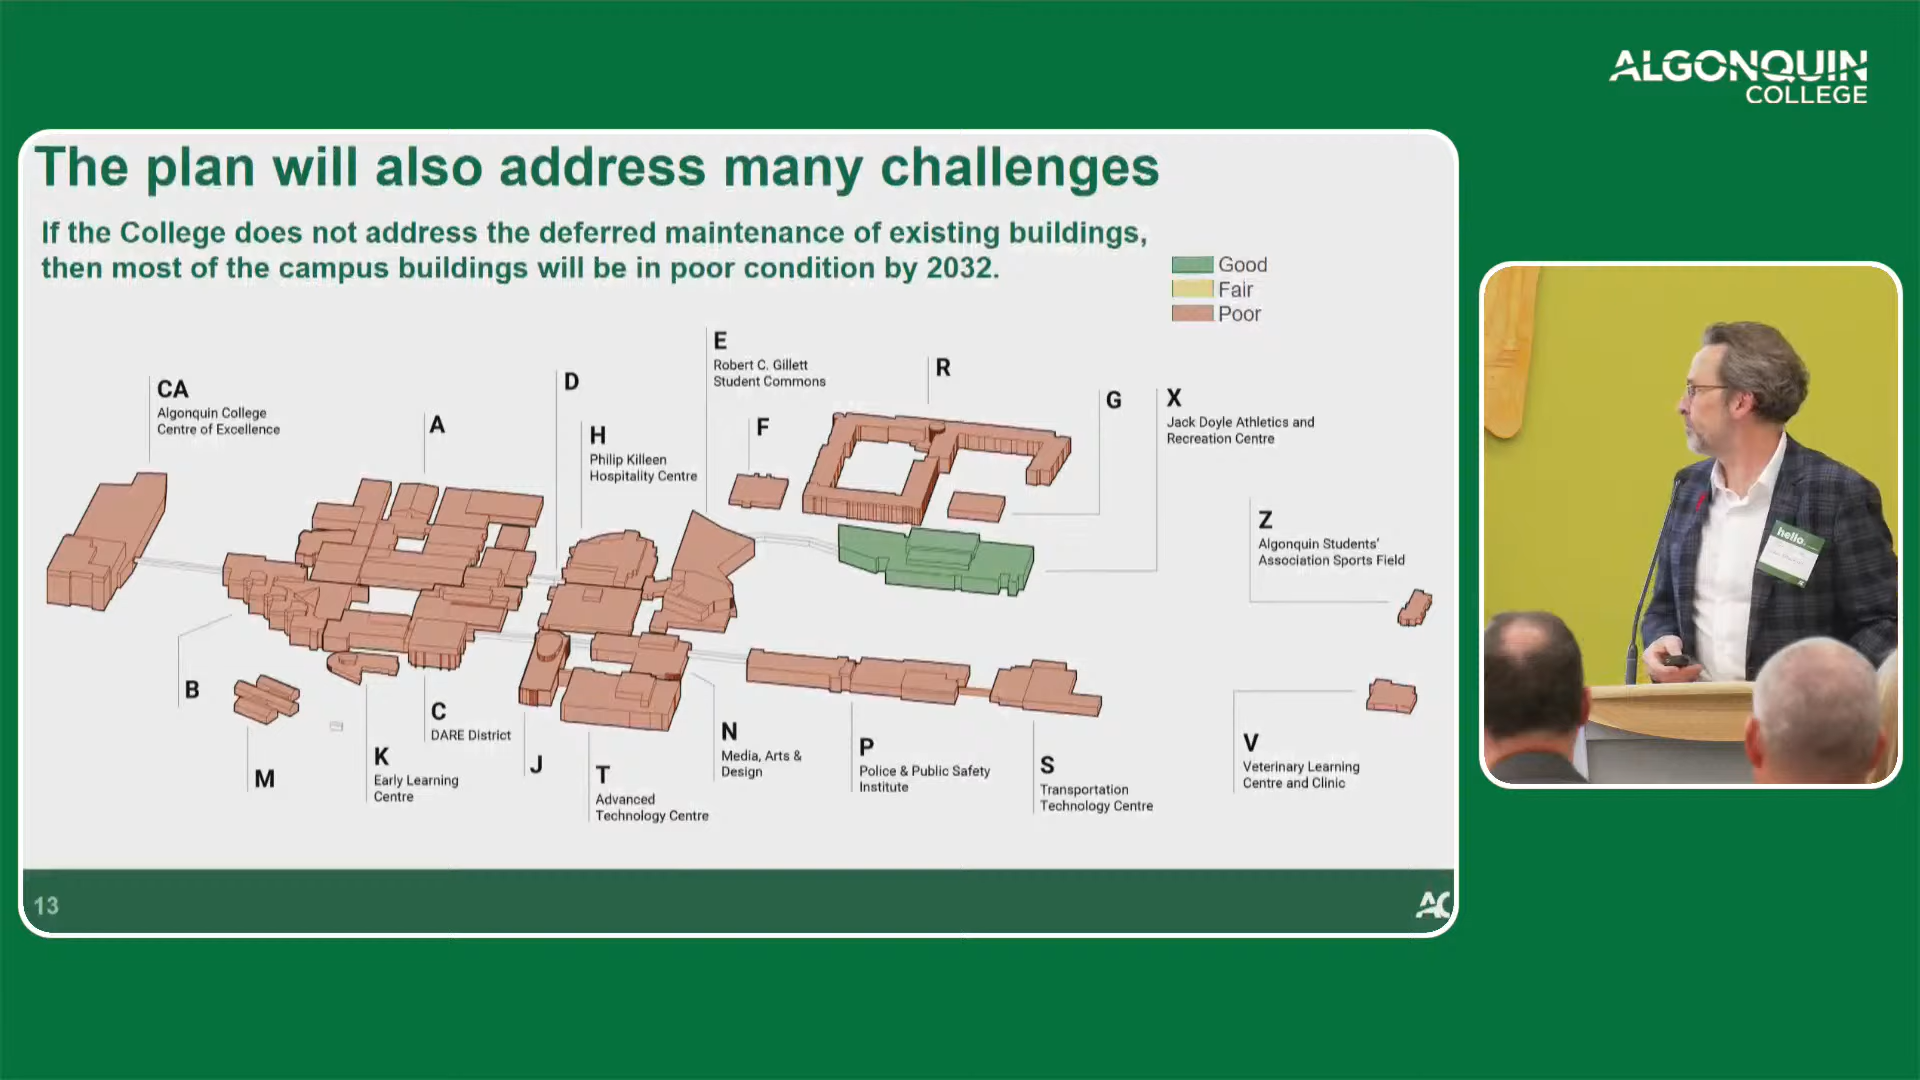 ALGONQUIN
COLLEGE
The plan will also address many challenges
If the College does not address the deferred maintenance of existing buildings,
then most of the campus buildings will be in poor condition by 2032.
Good
Fair
Poor
E
Robert C. Gillett
Student Commons
R
D
CA
Algonquin College
Centre of Excellence
A
H
Philip Killeen
Hospitality Centre
F
G
X
Jack Doyle Athletics and
Recreation Centre
Z
Algonquin Students'
Association Sports Field
B
M
K
Early Learning
Centre
C
DARE District
J
T
Advanced
Technology Centre
N
Media, Arts &
Design
P
Police & Public Safety
Institute
S
Transportation
Technology Centre
V
Veterinary Learning
Centre and Clinic
13
AC
hello